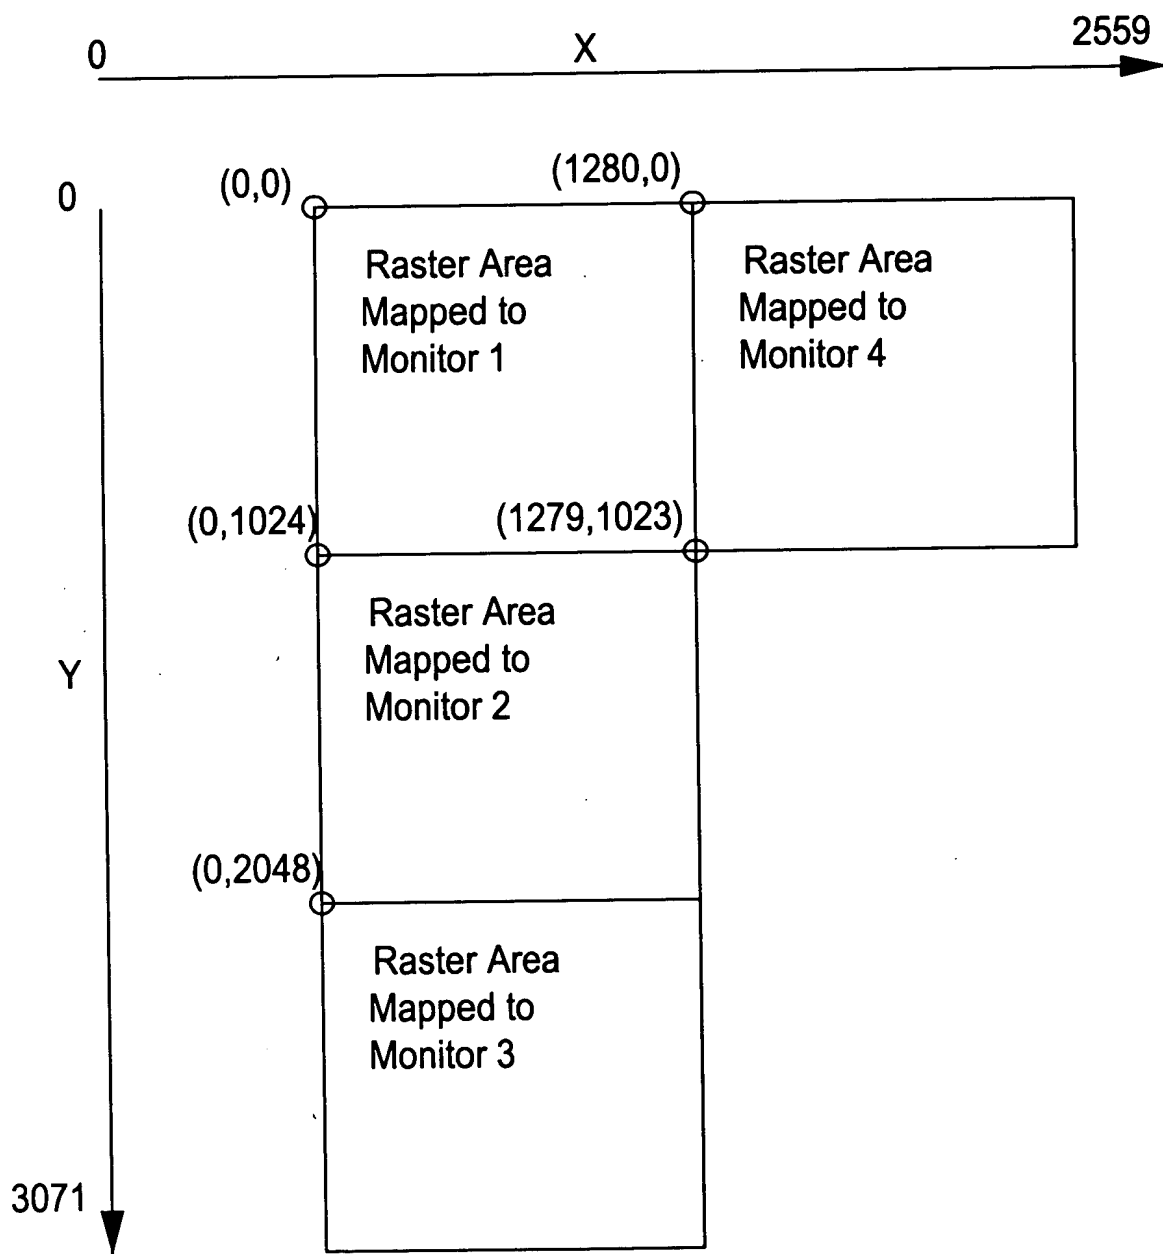 0
X
2559
0
(0,0)
(1280,0)
Raster Area
Mapped to
Monitor 1
Raster Area
Mapped to
Monitor 4
(0,1024)
(1279,1023)
Y
Raster Area
Mapped to
Monitor 2
(0,2048)
Raster Area
Mapped to
Monitor 3
3071